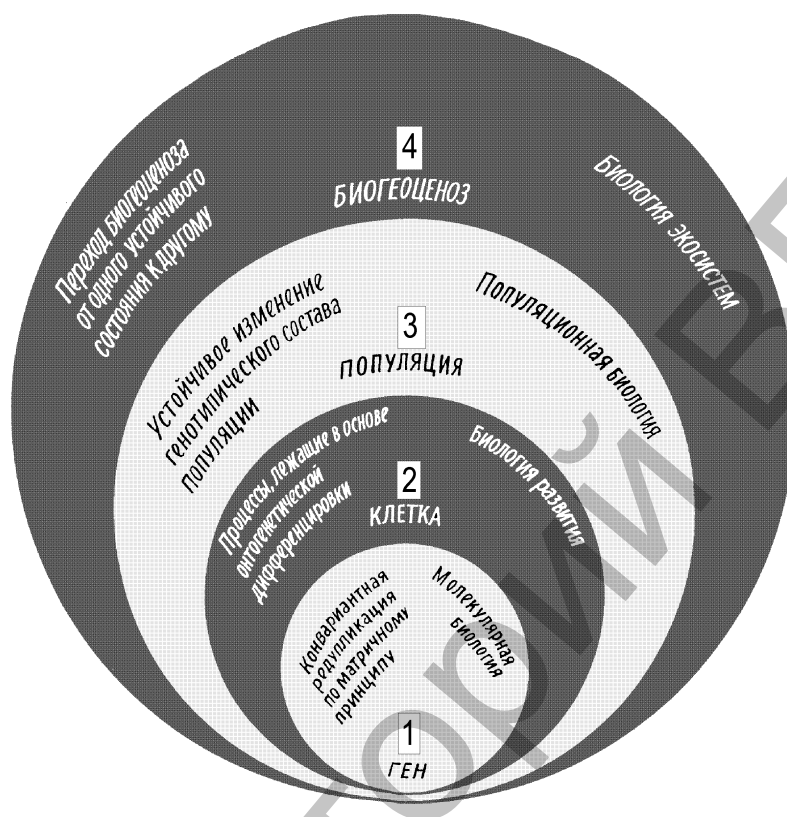 4
БИОГЕОЦЕНОЗ
Переход биогеоценоза
от одного устойчивого
состояния к другому
Биология экосистем
3
ПОПУЛЯЦИЯ
Устойчивое изменение
генотипического состава
популяции
Популяционная биология
2
КЛЕТКА
Процессы, лежащие в основе
онтогенетической
дифференцировки
Биология развития
Конвариантная
редупликация
по матричному
принципу
Молекулярная
биология
1
ГЕН